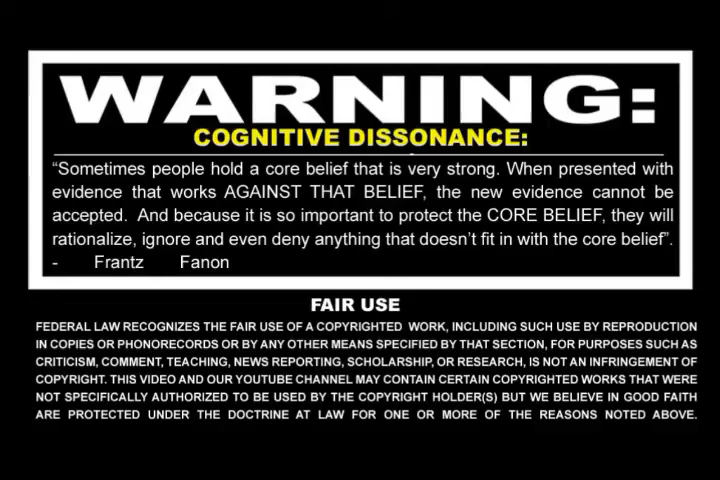 WARNING:
COGNITIVE DISSONANCE:
“Sometimes people hold a core belief that is very strong. When presented with
evidence that works AGAINST THAT BELIEF, the new evidence cannot be
accepted. And because it is so important to protect the CORE BELIEF, they will
rationalize, ignore and even deny anything that doesn’t fit in with the core belief”.
- Frantz Fanon
FAIR USE
FEDERAL LAW RECOGNIZES THE FAIR USE OF A COPYRIGHTED WORK, INCLUDING SUCH USE BY REPRODUCTION
IN COPIES OR PHONORECORDS OR BY ANY OTHER MEANS SPECIFIED BY THAT SECTION, FOR PURPOSES SUCH AS
CRITICISM, COMMENT, TEACHING, NEWS REPORTING, SCHOLARSHIP, OR RESEARCH, IS NOT AN INFRINGEMENT OF
COPYRIGHT. THIS VIDEO AND OUR YOUTUBE CHANNEL MAY CONTAIN CERTAIN COPYRIGHTED WORKS THAT WERE
NOT SPECIFICALLY AUTHORIZED TO BE USED BY THE COPYRIGHT HOLDER(S) BUT WE BELIEVE IN GOOD FAITH
ARE PROTECTED UNDER THE DOCTRINE AT LAW FOR ONE OR MORE OF THE REASONS NOTED ABOVE.